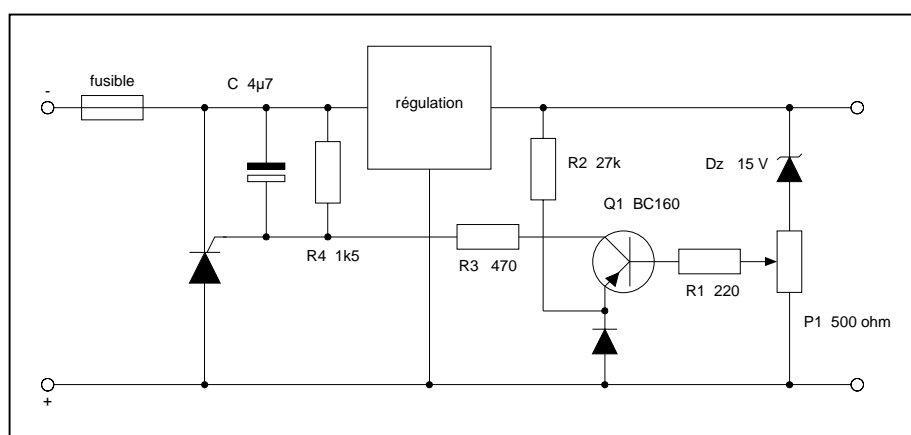 fusible
C 4µ7
régulation
-
R2 27k
Dz 15 V
Q1 BC160
R4 1k5
R3 470
R1 220
P1 500 ohm
+